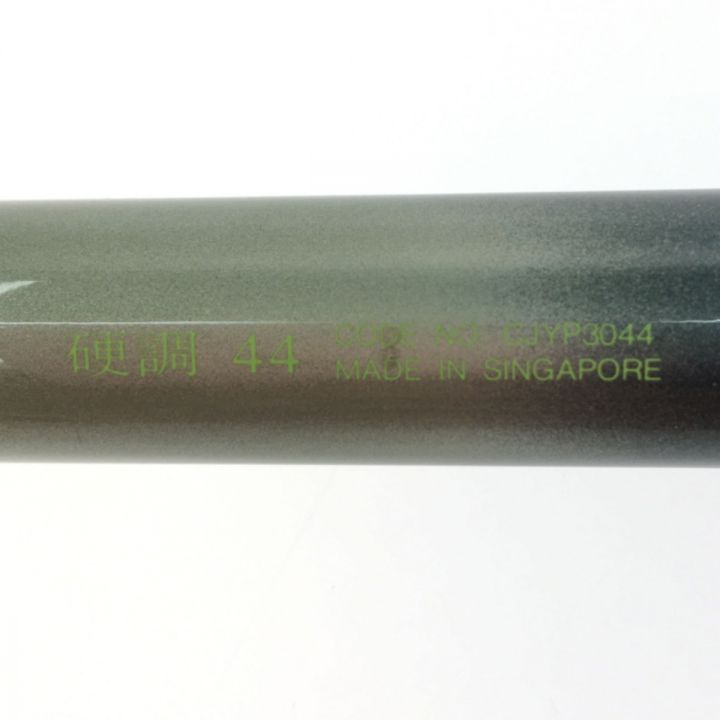 硬調 44
CODE NO. CJYP3044
MADE IN SINGAPORE